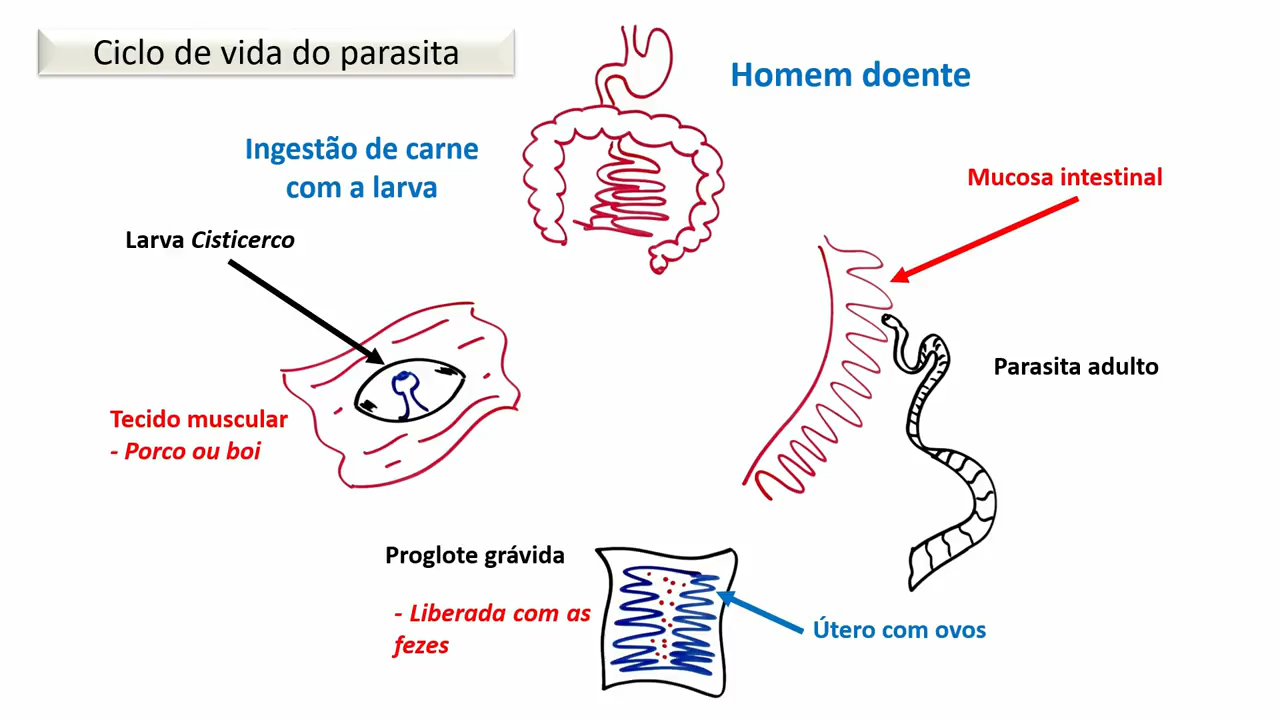 Ciclo de vida do parasita
Homem doente
Ingestão de carne
com a larva
Mucosa intestinal
Larva Cisticerco
Parasita adulto
Tecido muscular
- Porco ou boi
Proglote grávida
- Liberada com as
fezes
Útero com ovos